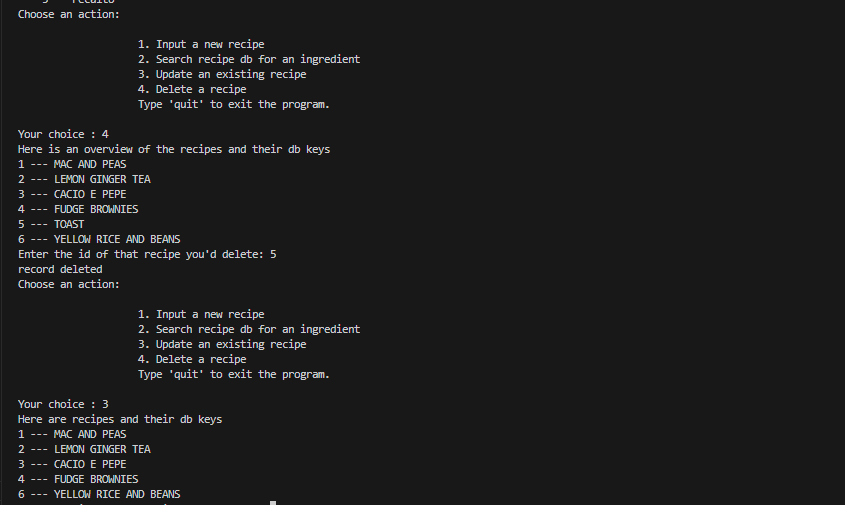 Choose an action:
1. Input a new recipe
2. Search recipe db for an ingredient
3. Update an existing recipe
4. Delete a recipe
Type 'quit' to exit the program.
Your choice : 4
Here is an overview of the recipes and their db keys
1 --- MAC AND PEAS
2 --- LEMON GINGER TEA
3 --- CACIO E PEPE
4 --- FUDGE BROWNIES
5 --- TOAST
6 --- YELLOW RICE AND BEANS
Enter the id of that recipe you'd delete: 5
record deleted
Choose an action:
1. Input a new recipe
2. Search recipe db for an ingredient
3. Update an existing recipe
4. Delete a recipe
Type 'quit' to exit the program.
Your choice : 3
Here are recipes and their db keys
1 --- MAC AND PEAS
2 --- LEMON GINGER TEA
3 --- CACIO E PEPE
4 --- FUDGE BROWNIES
6 --- YELLOW RICE AND BEANS